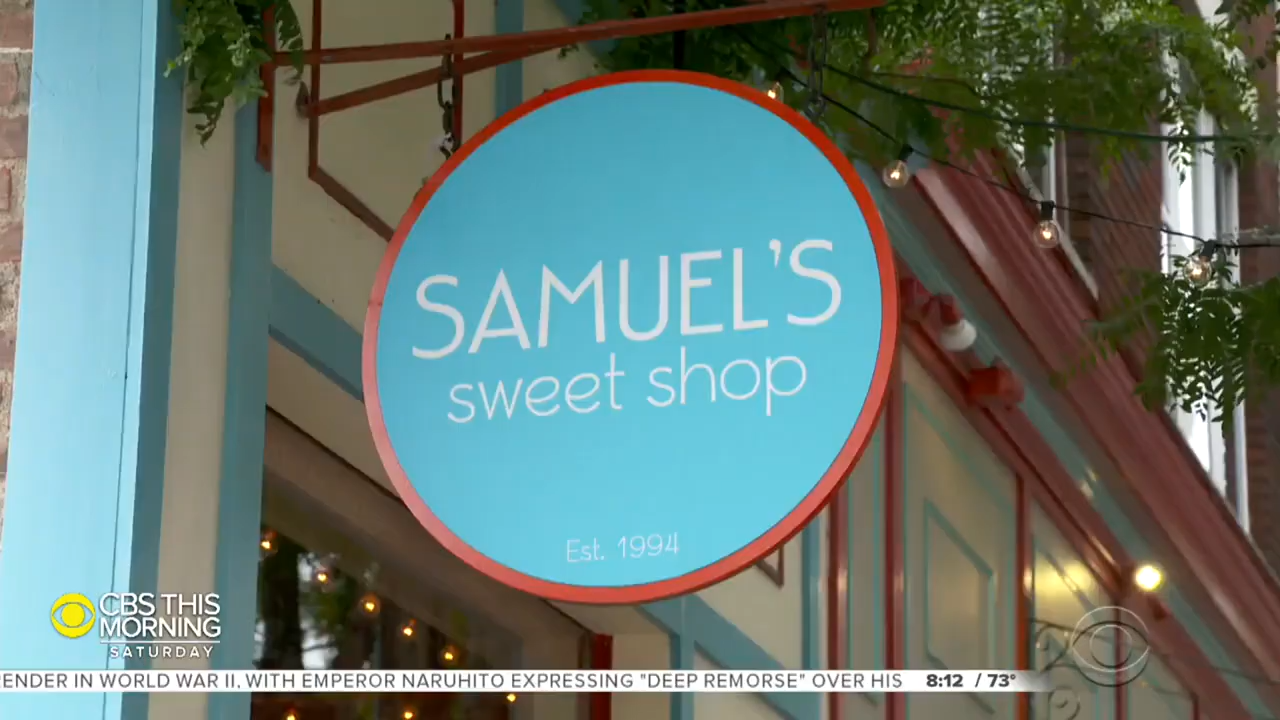 SAMUEL'S
sweet shop
Est. 1994
CBS THIS
MORNING
SATURDAY
ENDER IN WORLD WAR II, WITH EMPEROR NARUHITO EXPRESSING "DEEP REMORSE" OVER HIS
8:12 / 73°